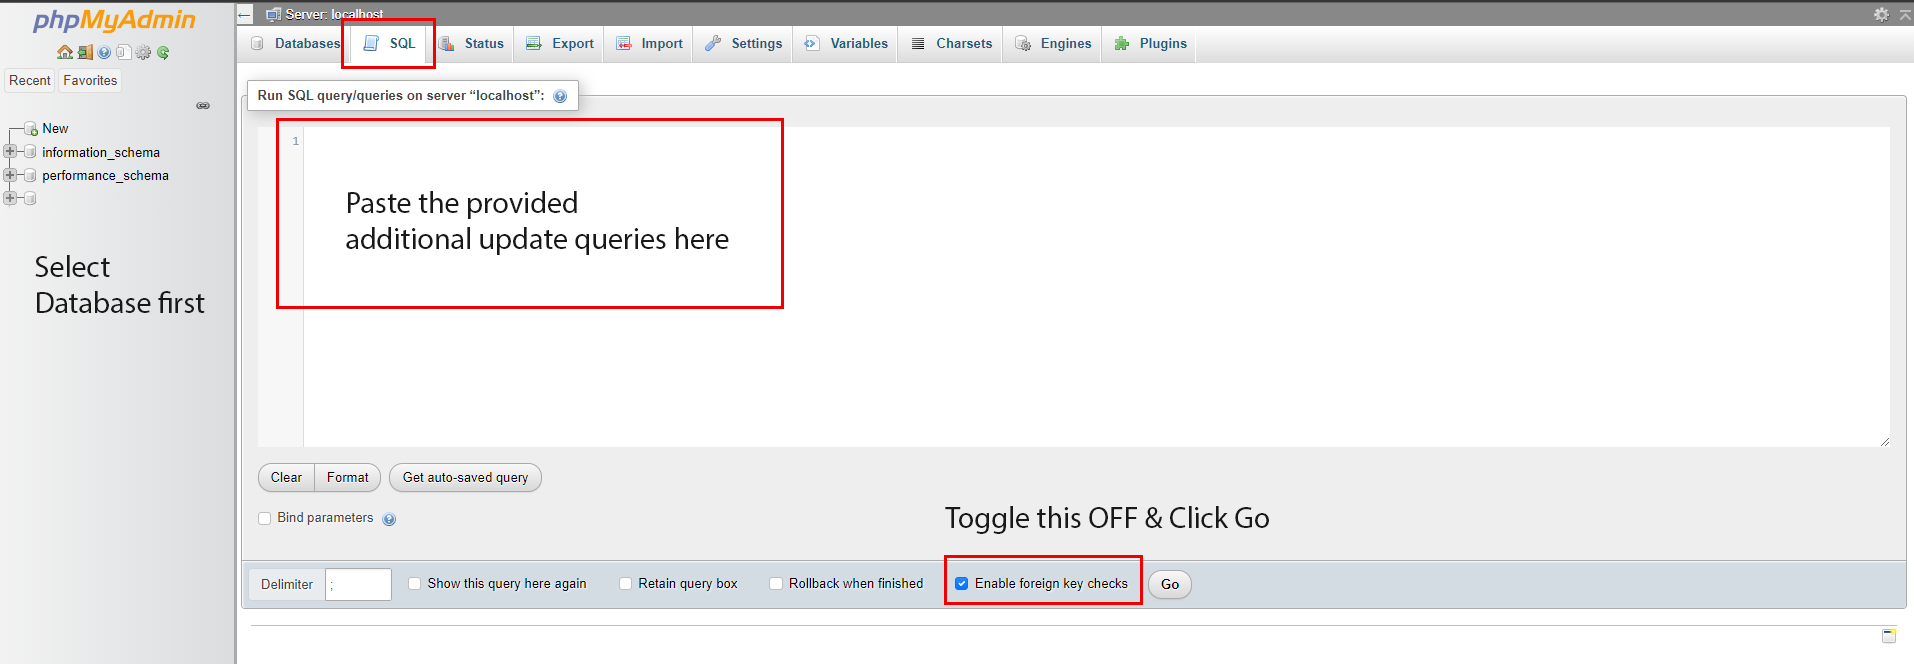 phpMyAdmin
Server: localhost
Databases SQL Status Export Import Settings Variables Charsets Engines Plugins
Recent Favorites
Run SQL query/queries on server “localhost”:
New
information_schema
performance_schema
1
Paste the provided
additional update queries here
Select
Database first
Clear Format Get auto-saved query
Bind parameters
Toggle this OFF & Click Go
Delimiter ; Show this query here again Retain query box Rollback when finished Enable foreign key checks Go